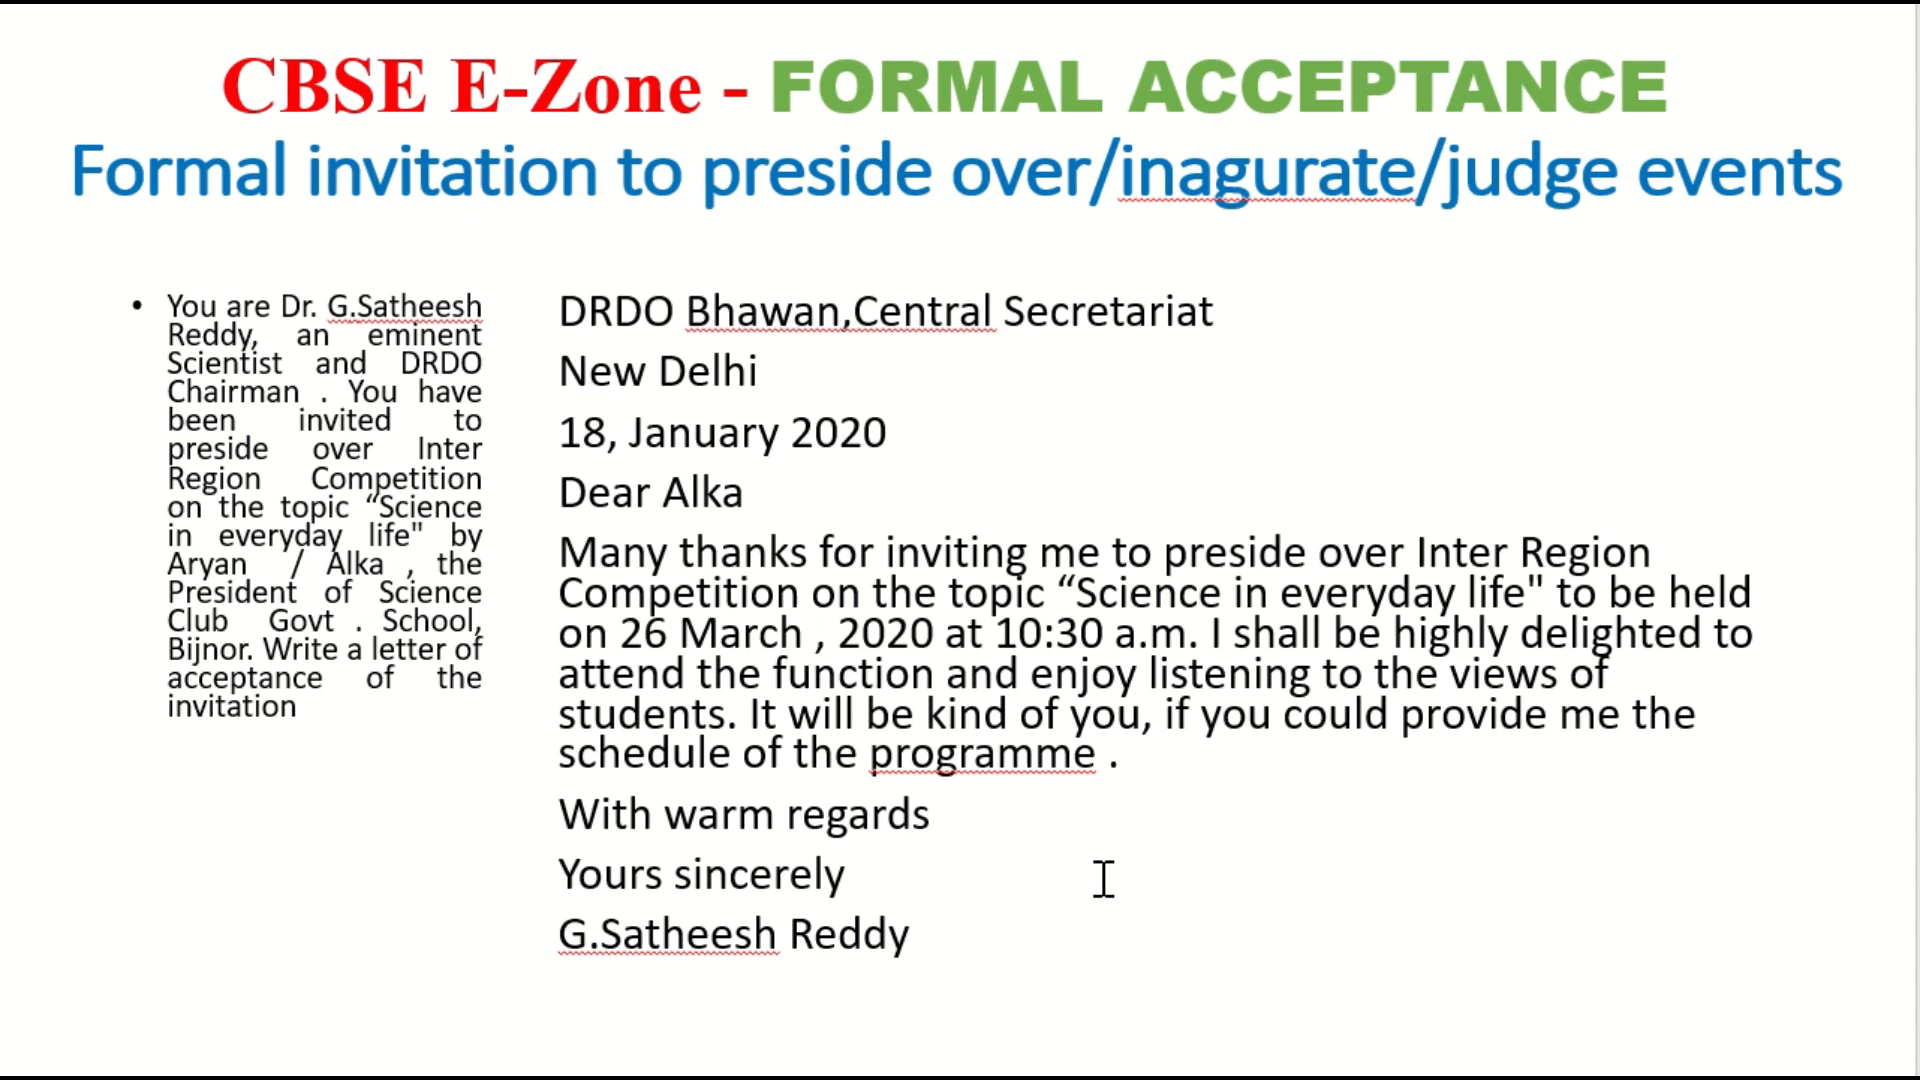 CBSE E-Zone - FORMAL ACCEPTANCE
Formal invitation to preside over/inagurate/judge events
• You are Dr. G.Satheesh
Reddy, an eminent
Scientist and DRDO
Chairman . You have
been invited to
preside over Inter
Region Competition
on the topic “Science
in everyday life" by
Aryan / Alka , the
President of Science
Club Govt . School,
Bijnor. Write a letter of
acceptance of the
invitation
DRDO Bhawan,Central Secretariat
New Delhi
18, January 2020
Dear Alka
Many thanks for inviting me to preside over Inter Region
Competition on the topic “Science in everyday life" to be held
on 26 March , 2020 at 10:30 a.m. I shall be highly delighted to
attend the function and enjoy listening to the views of
students. It will be kind of you, if you could provide me the
schedule of the programme .
With warm regards
Yours sincerely
G.Satheesh Reddy